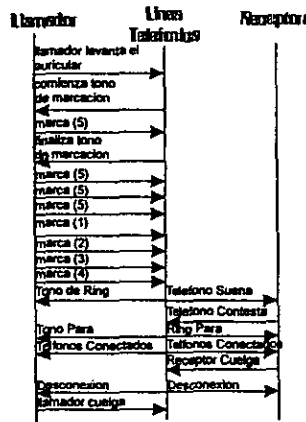 Llamador
Linea
Telefonica
Receptor
llamador levanta el
auricular
comienza tono
de marcacion
marca (5)
finaliza tono
de marcacion
marca (5)
marca (5)
marca (5)
marca (1)
marca (2)
marca (3)
marca (4)
Tono de Ring
Telefono Suena
Telefono Contesta
Tono Para
Ring Para
Telfonos Conectados
Telfonos Conectados
Receptor Cuelga
Desconexion
Desconexion
llamador cuelga